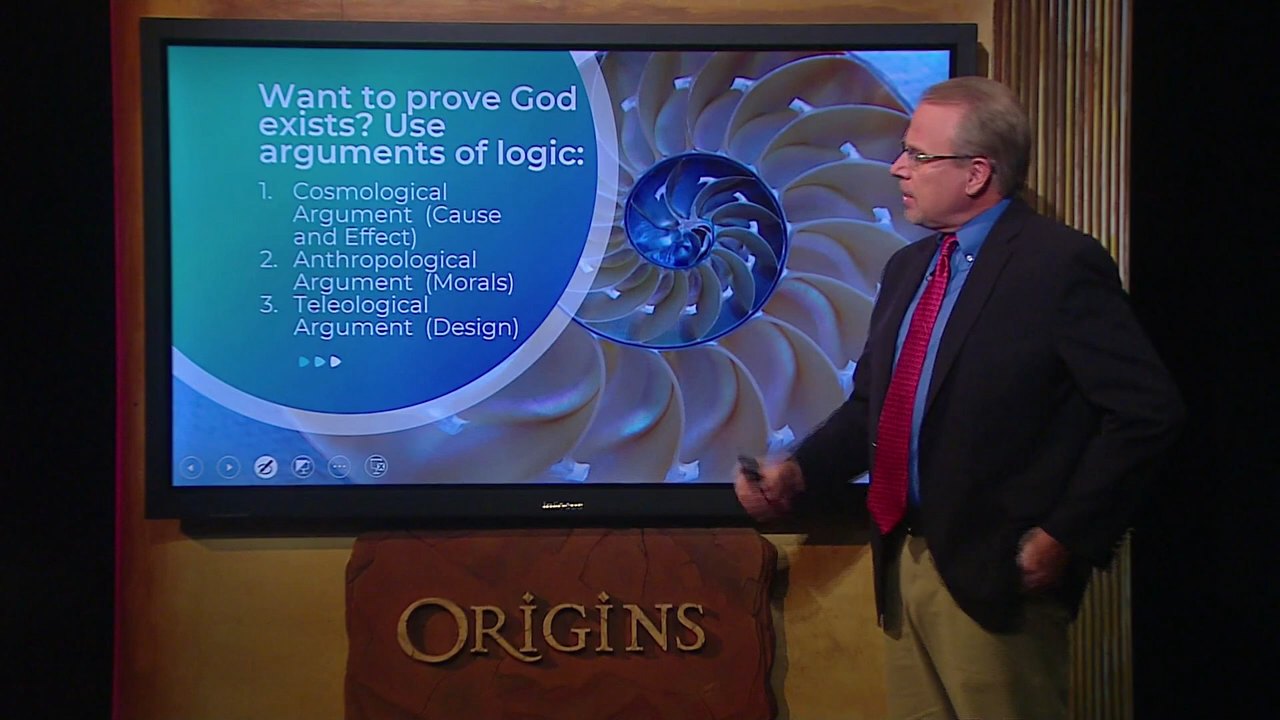 Want to prove God
exists? Use
arguments of logic:
1. Cosmological
Argument (Cause
and Effect)
2. Anthropological
Argument (Morals)
3. Teleological
Argument (Design)
ORIGINS